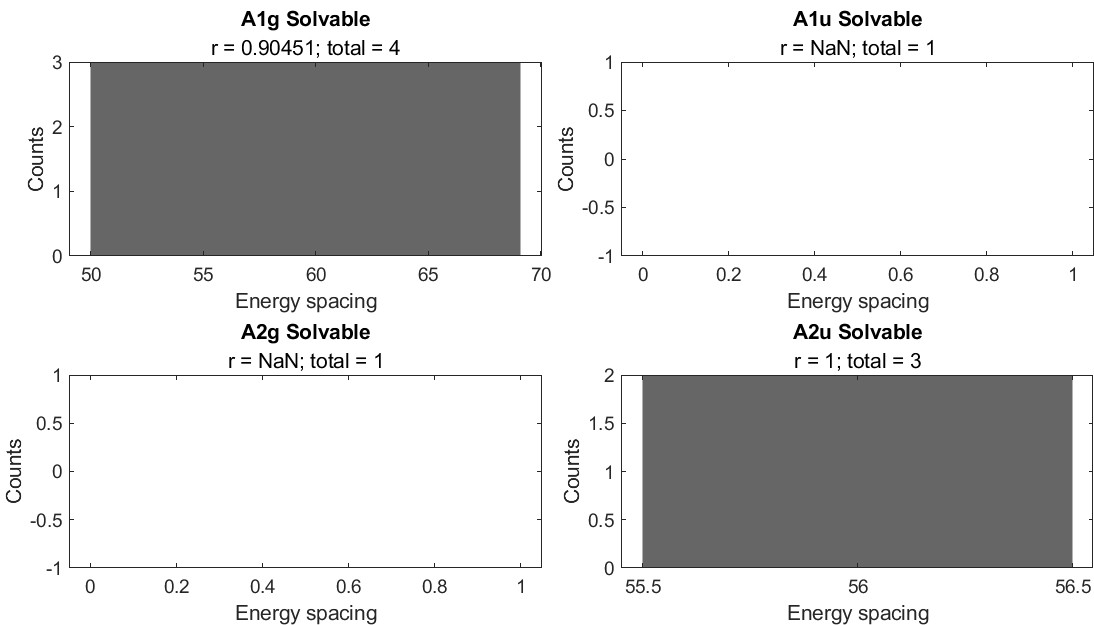 A1g Solvable
r = 0.90451; total = 4
3
2
1
0
Counts
50 55 60 65 70
Energy spacing
A1u Solvable
r = NaN; total = 1
1
0.5
0
-0.5
-1
Counts
0 0.2 0.4 0.6 0.8 1
Energy spacing
A2g Solvable
r = NaN; total = 1
1
0.5
0
-0.5
-1
Counts
0 0.2 0.4 0.6 0.8 1
Energy spacing
A2u Solvable
r = 1; total = 3
2
1.5
1
0.5
0
Counts
55.5 56 56.5
Energy spacing